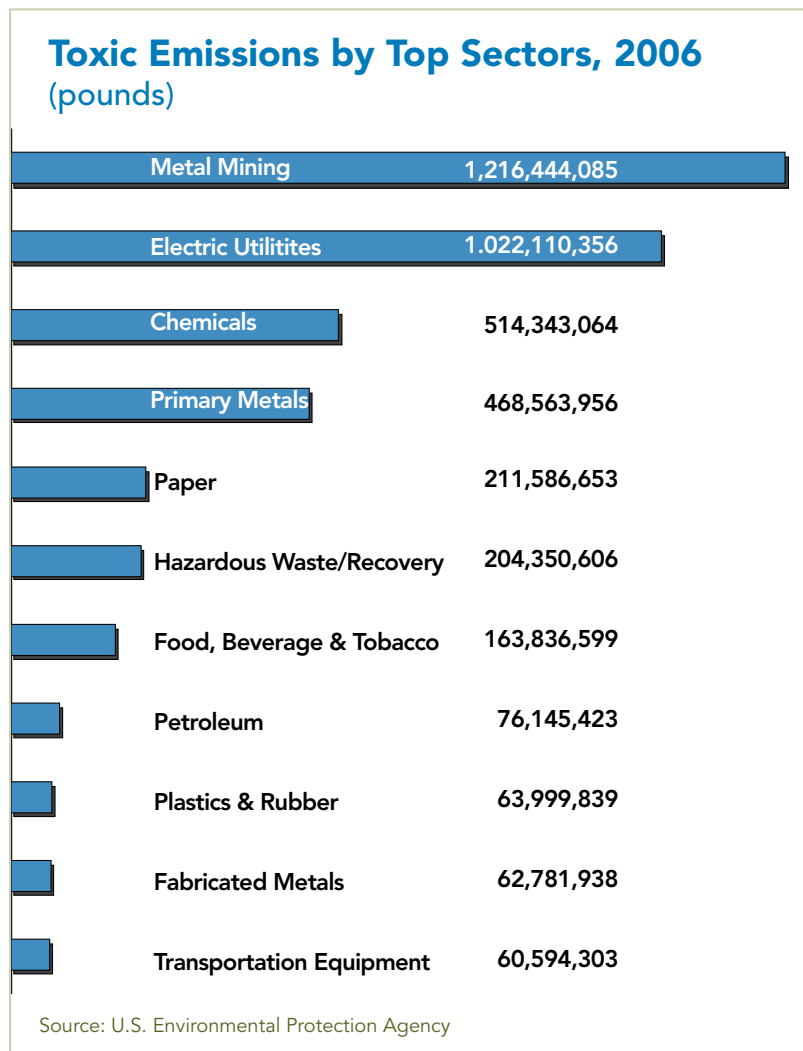 Toxic Emissions by Top Sectors, 2006
(pounds)
Metal Mining 1,216,444,085
Electric Utilitites 1.022,110,356
Chemicals 514,343,064
Primary Metals 468,563,956
Paper 211,586,653
Hazardous Waste/Recovery 204,350,606
Food, Beverage & Tobacco 163,836,599
Petroleum 76,145,423
Plastics & Rubber 63,999,839
Fabricated Metals 62,781,938
Transportation Equipment 60,594,303
Source: U.S. Environmental Protection Agency